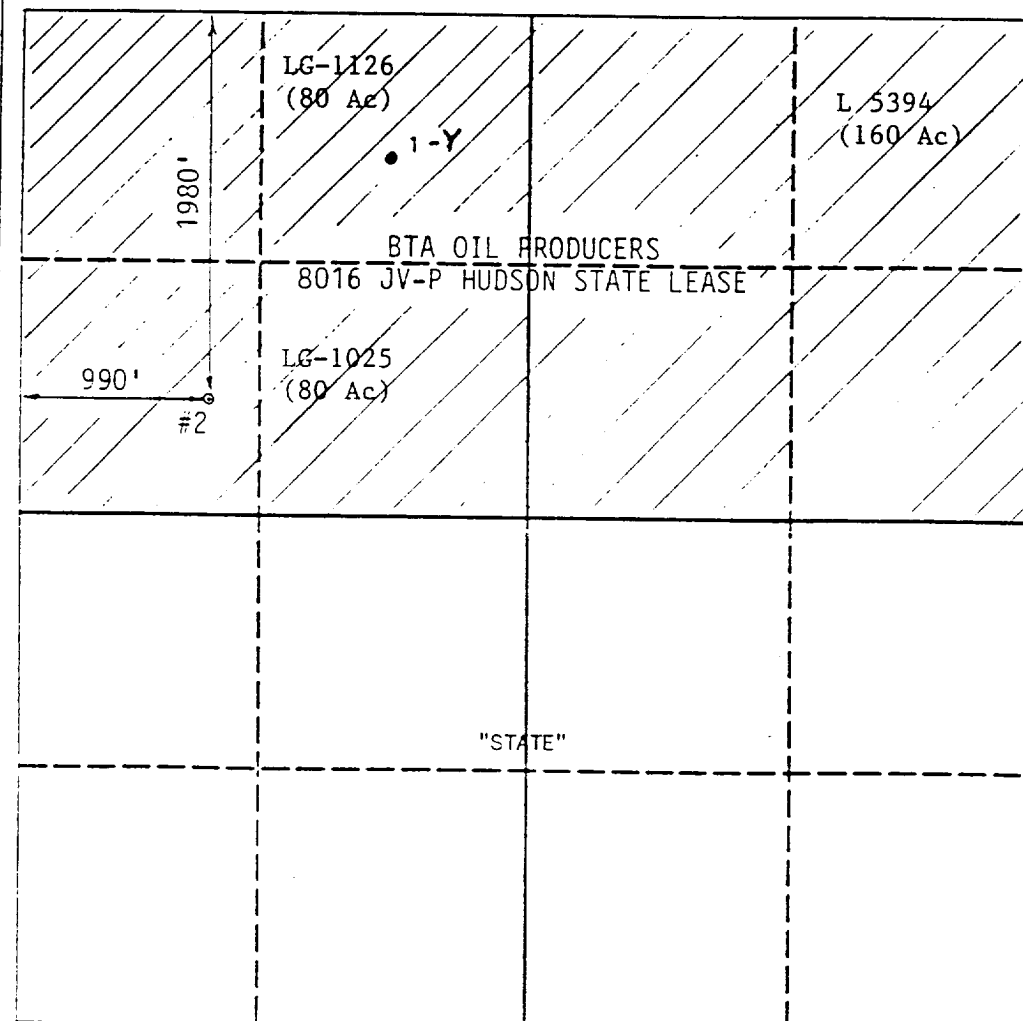 LG-1126
(80 Ac)
L 5394
(160 Ac)
1-Y
1980'
BTA OIL PRODUCERS
8016 JV-P HUDSON STATE LEASE
LG-1025
(80 Ac)
990'
#2
"STATE"